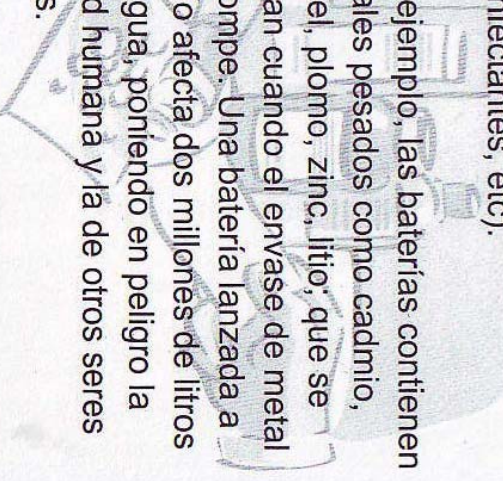 nectantes, etc).
ejemplo, las baterías contienen
ales pesados como cadmio,
el, plomo, zinc, litio; que se
an cuando el envase de metal
ompe. Una batería lanzada a
o afecta dos millones de litros
gua, poniendo en peligro la
d humana y la de otros seres
s.